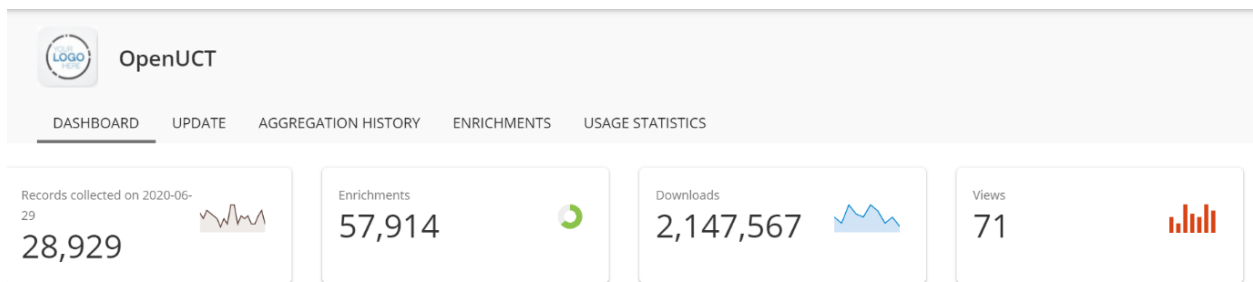 YOUR
LOGO
HERE
OpenUCT
DASHBOARD UPDATE AGGREGATION HISTORY ENRICHMENTS USAGE STATISTICS
Records collected on 2020-06-
29
28,929
Enrichments
57,914
Downloads
2,147,567
Views
71